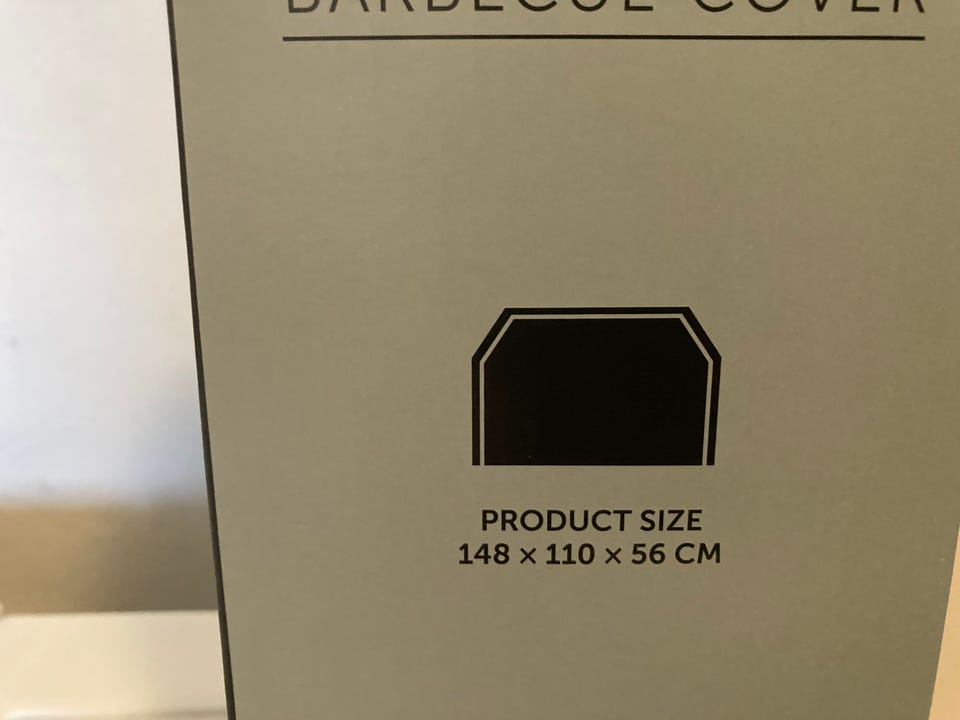 BARBECUE COVER
PRODUCT SIZE
148 × 110 × 56 CM